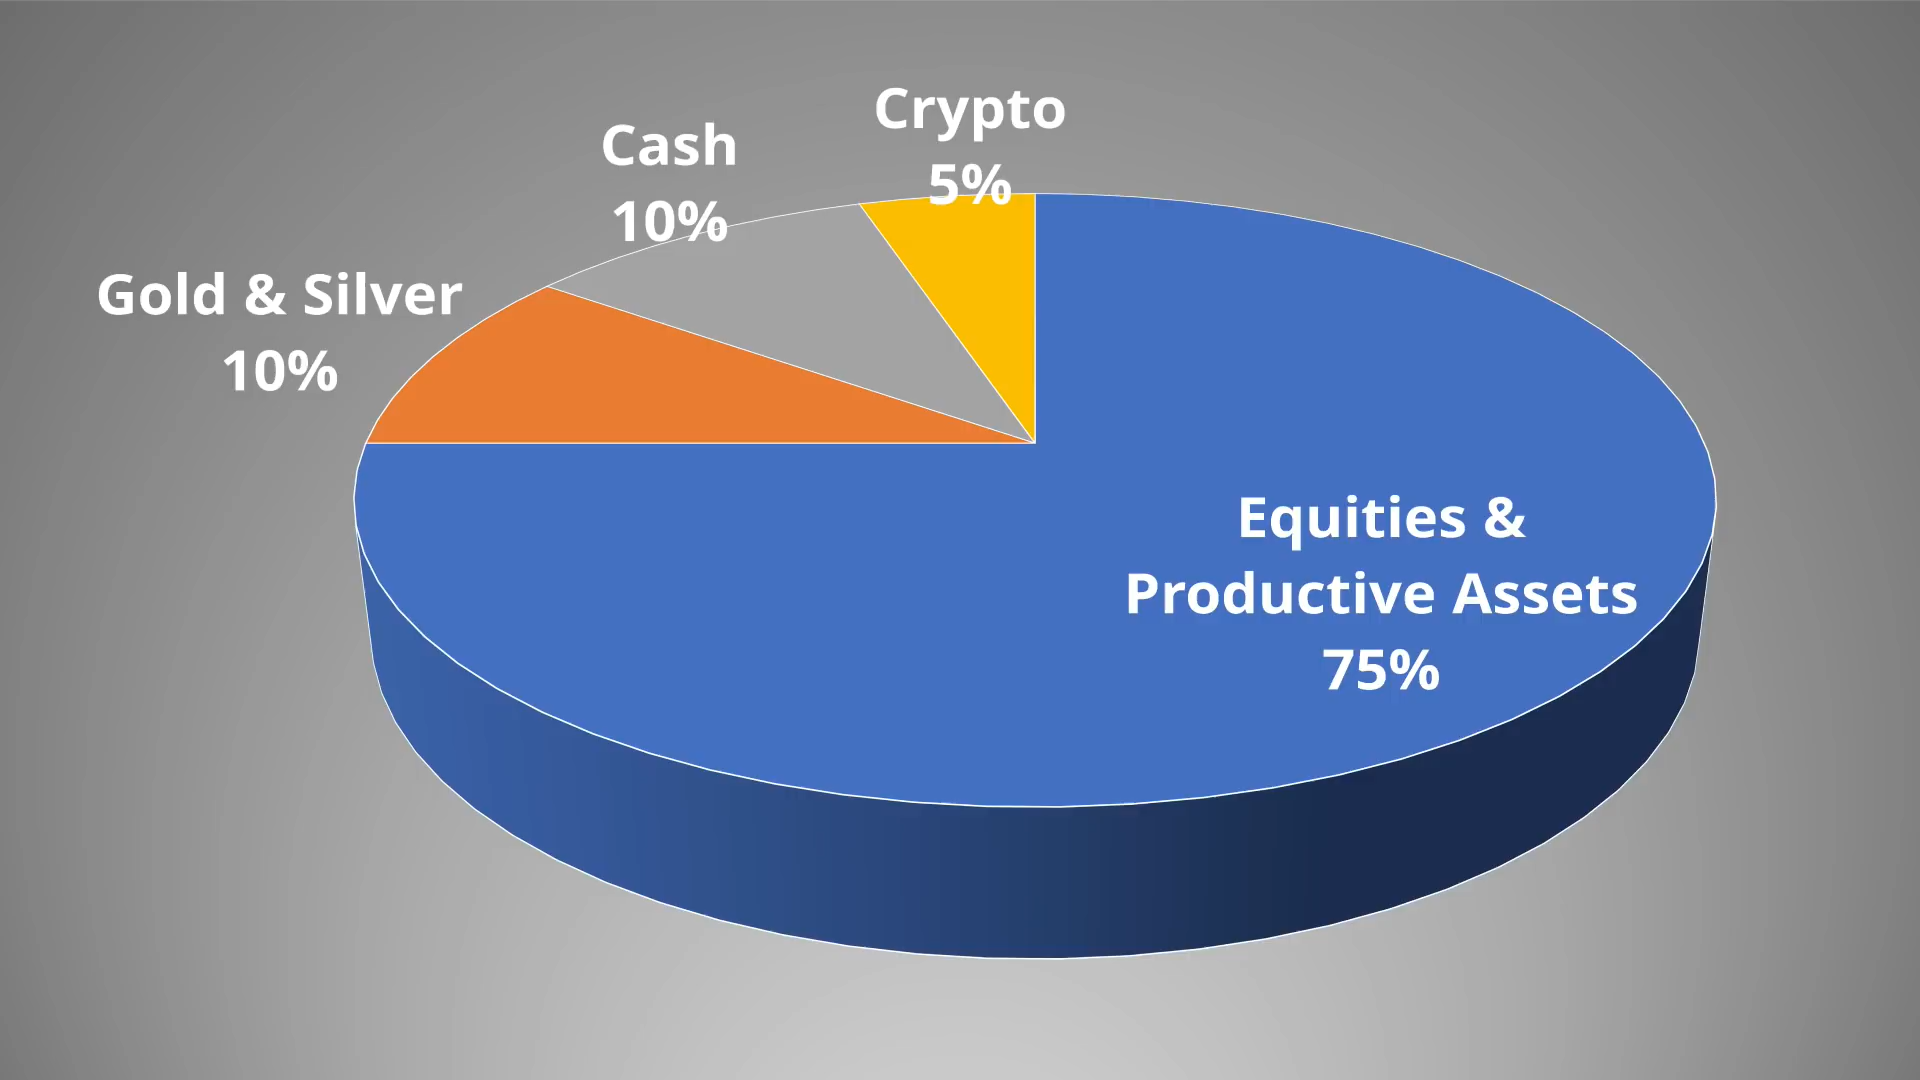 Crypto
5%
Cash
10%
Gold & Silver
10%
Equities &
Productive Assets
75%